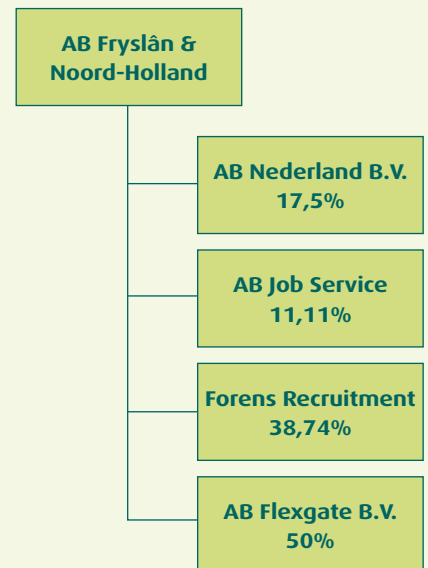 AB Fryslân &
Noord-Holland
AB Nederland B.V.
17,5%
AB Job Service
11,11%
Forens Recruitment
38,74%
AB Flexgate B.V.
50%